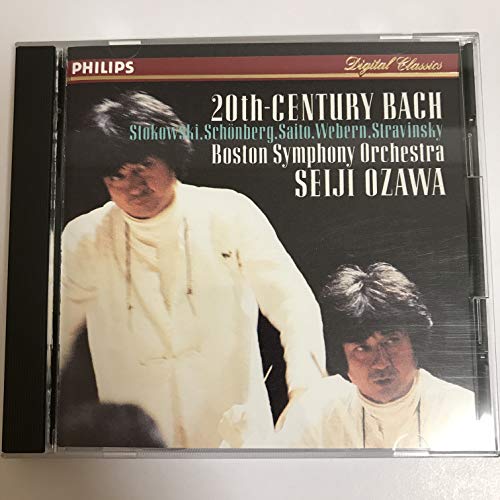 PHILIPS
Digital Classics
20th-CENTURY BACH
Stokowski.Schönberg.Saito.Webern.Stravinsky
Boston Symphony Orchestra
SEIJI OZAWA